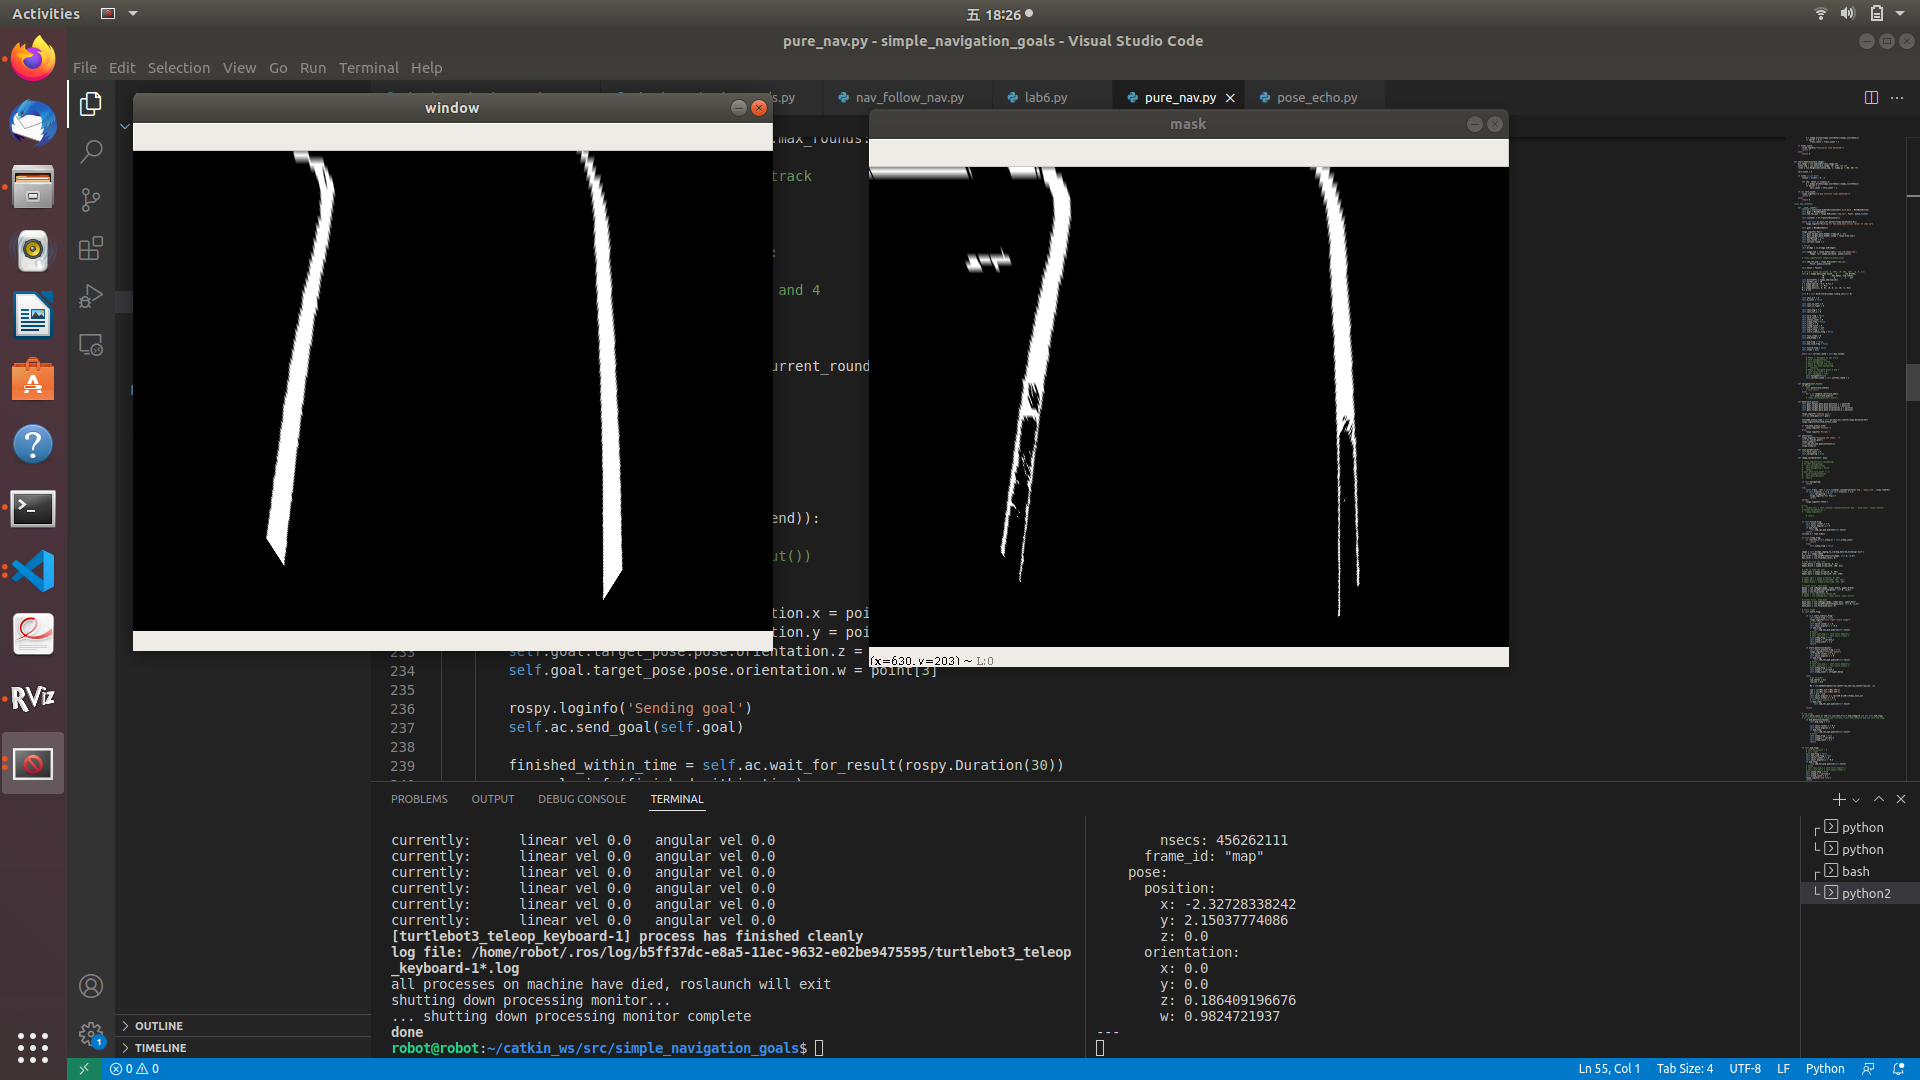 Activities
五 18:26
pure_nav.py - simple_navigation_goals - Visual Studio Code
File Edit Selection View Go Run Terminal Help
s.py
nav_follow_nav.py
lab6.py
pure_nav.py
pose_echo.py
window
mask
max_rounds:
track
:
and 4
urrent_round
end)):
ut())
tion.x = poi
tion.y = poi
233 self.goal.target_pose.pose.orientation.z =
234 self.goal.target_pose.pose.orientation.w = point[3]
235
236 rospy.loginfo('Sending goal')
237 self.ac.send_goal(self.goal)
238
239 finished_within_time = self.ac.wait_for_result(rospy.Duration(30))
(x=630, y=203) ~ L:0
PROBLEMS OUTPUT DEBUG CONSOLE TERMINAL
currently: linear vel 0.0 angular vel 0.0
currently: linear vel 0.0 angular vel 0.0
currently: linear vel 0.0 angular vel 0.0
currently: linear vel 0.0 angular vel 0.0
currently: linear vel 0.0 angular vel 0.0
currently: linear vel 0.0 angular vel 0.0
[turtlebot3_teleop_keyboard-1] process has finished cleanly
log file: /home/robot/.ros/log/b5ff37dc-e8a5-11ec-9632-e02be9475595/turtlebot3_teleop
_keyboard-1*.log
all processes on machine have died, roslaunch will exit
shutting down processing monitor...
... shutting down processing monitor complete
done
robot@robot:~/catkin_ws/src/simple_navigation_goals$
nsecs: 456262111
frame_id: "map"
pose:
position:
x: -2.32728338242
y: 2.15037774086
z: 0.0
orientation:
x: 0.0
y: 0.0
z: 0.186409196676
w: 0.9824721937
---
python
python
bash
python2
RViz
OUTLINE
TIMELINE
1
0 0
Ln 55, Col 1 Tab Size: 4 UTF-8 LF Python